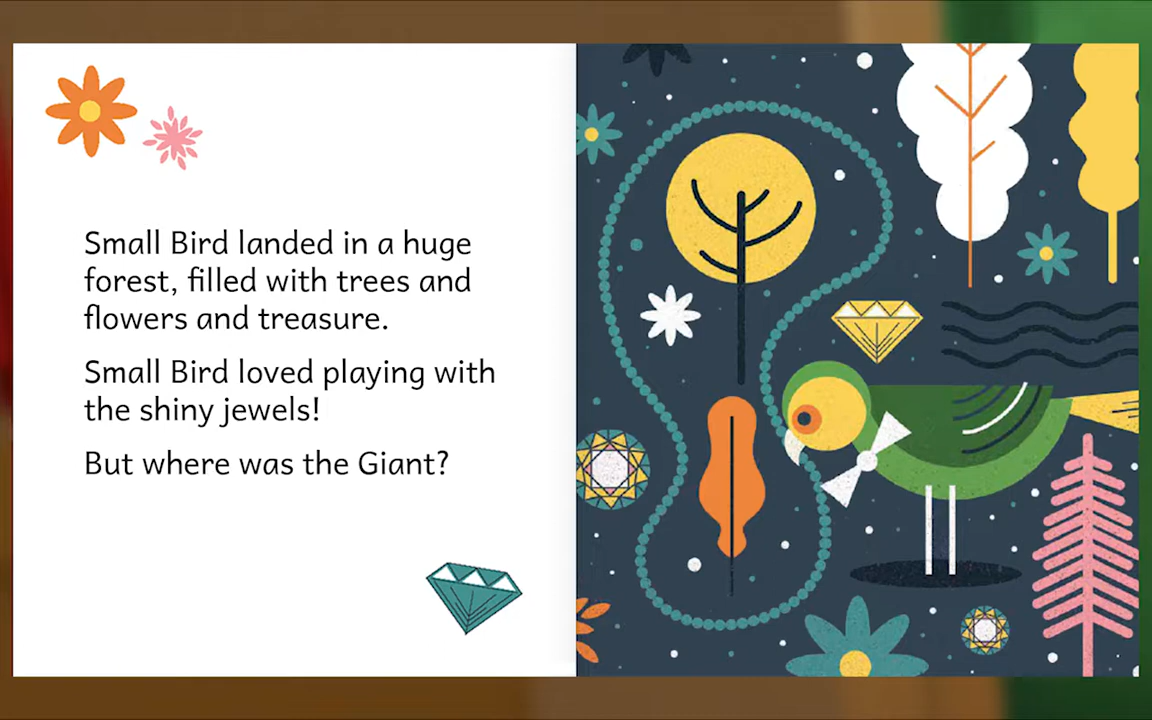 Small Bird landed in a huge
forest, filled with trees and
flowers and treasure.
Small Bird loved playing with
the shiny jewels!
But where was the Giant?